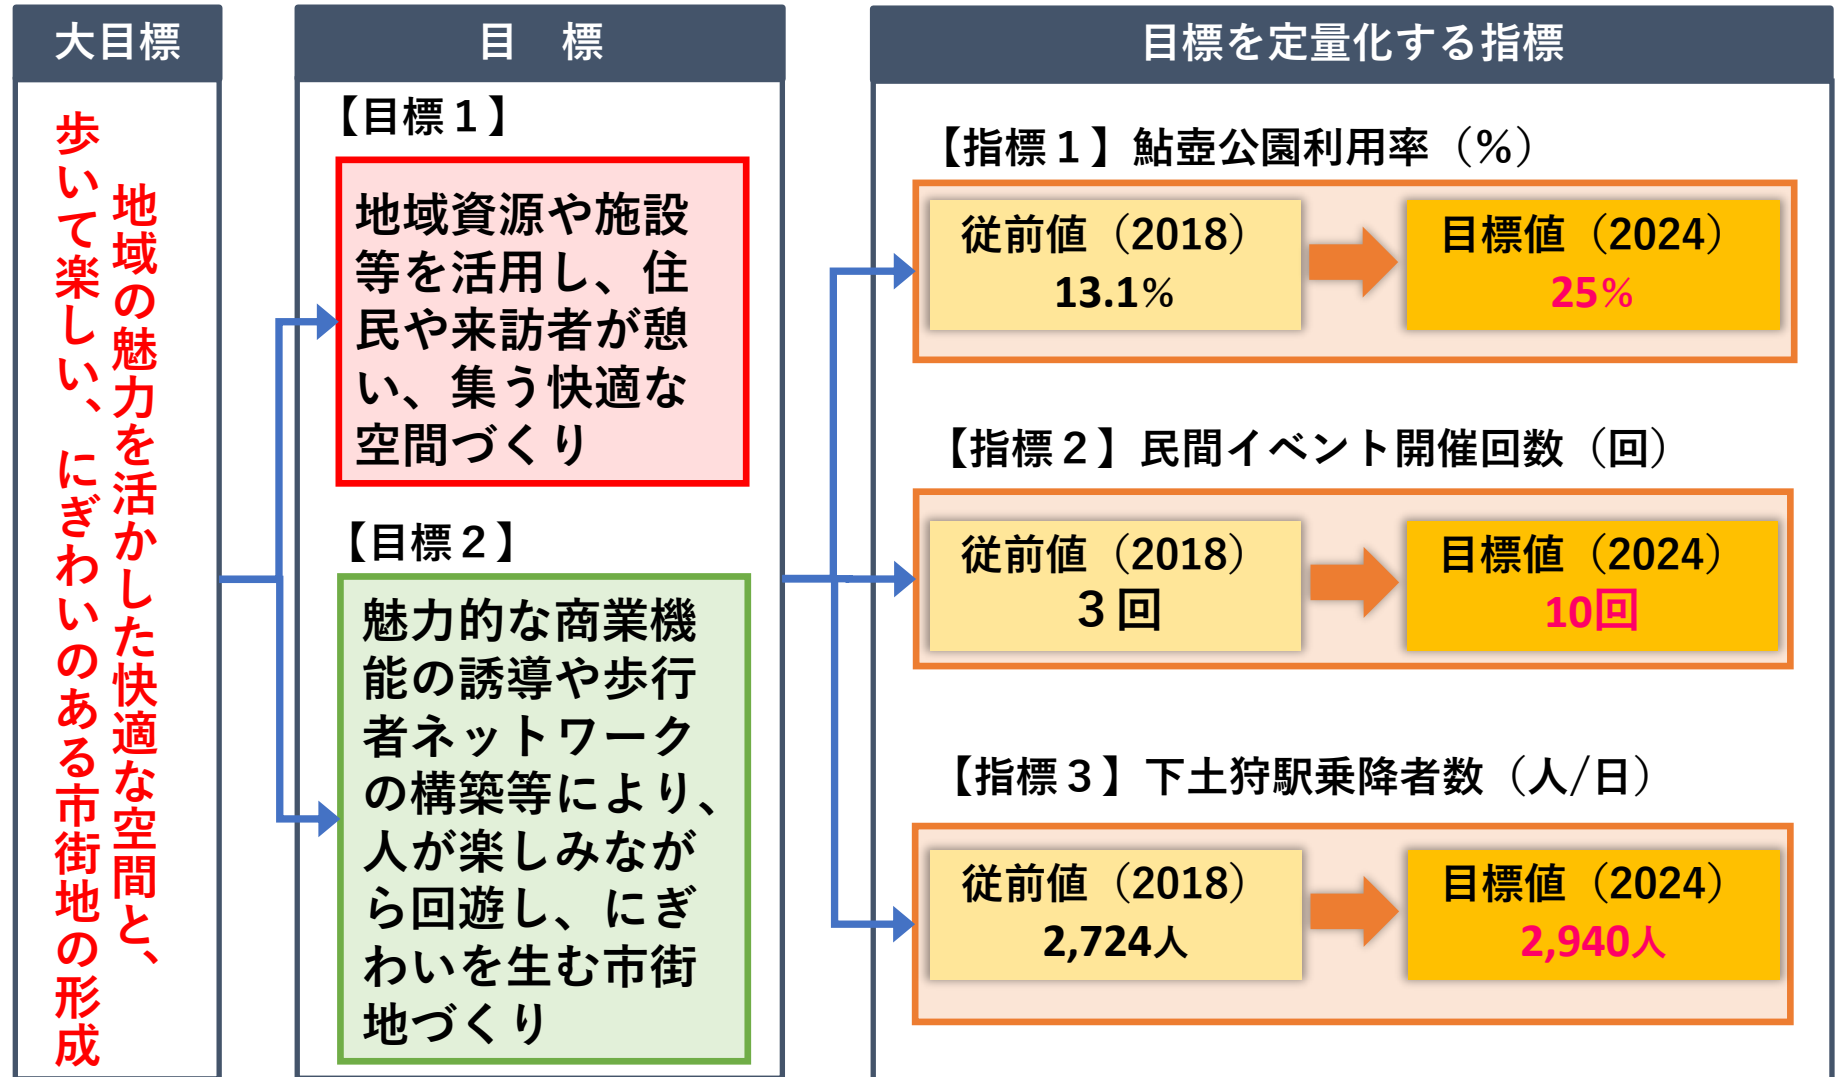 大目標
地域の魅力を活かした快適な空間と、
歩いて楽しい、にぎわいのある市街地の形成
目　標
【目標１】
地域資源や施設
等を活用し、住
民や来訪者が憩
い、集う快適な
空間づくり
【目標２】
魅力的な商業機
能の誘導や歩行
者ネットワーク
の構築等により、
人が楽しみなが
ら回遊し、にぎ
わいを生む市街
地づくり
目標を定量化する指標
【指標１】鮎壺公園利用率（％）
従前値（2018）
13.1%
目標値（2024）
25%
【指標２】民間イベント開催回数（回）
従前値（2018）
３回
目標値（2024）
10回
【指標３】下土狩駅乗降者数（人/日）
従前値（2018）
2,724人
目標値（2024）
2,940人